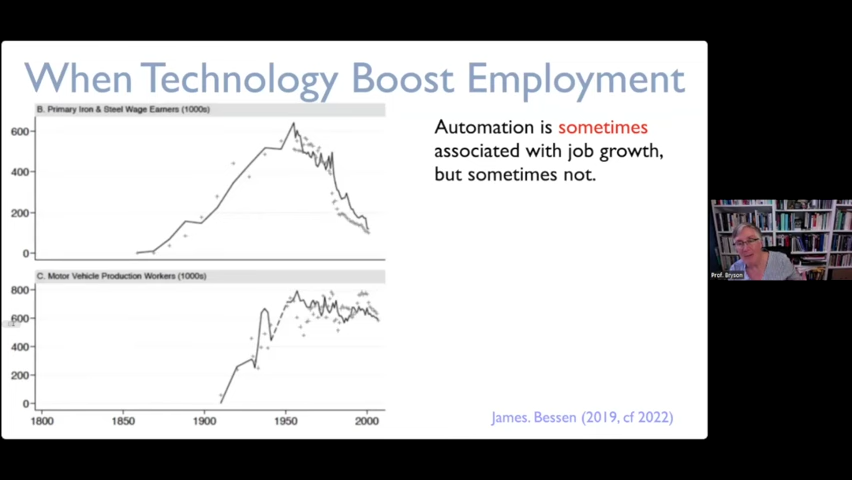 When Technology Boost Employment
B. Primary Iron & Steel Wage Earners (1000s)
600
400
200
0
C. Motor Vehicle Production Workers (1000s)
800
600
400
200
0
1800 1850 1900 1950 2000
Automation is sometimes
associated with job growth,
but sometimes not.
James. Bessen (2019, cf 2022)
Prof. Bryson